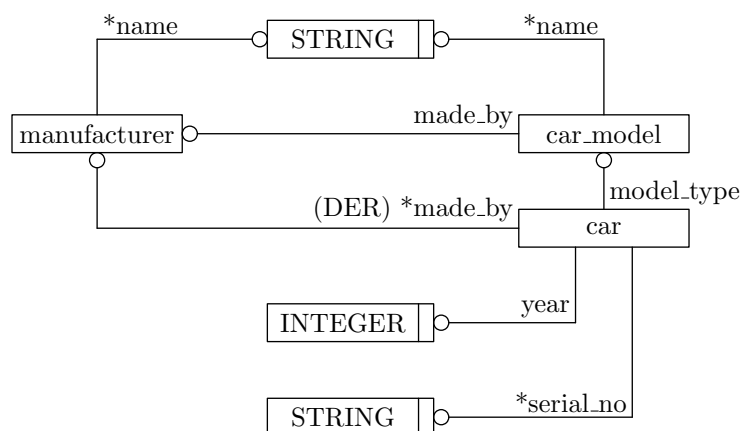 *name
*name
STRING
made_by
manufacturer
car_model
model_type
(DER) *made_by
car
year
INTEGER
*serial_no
STRING